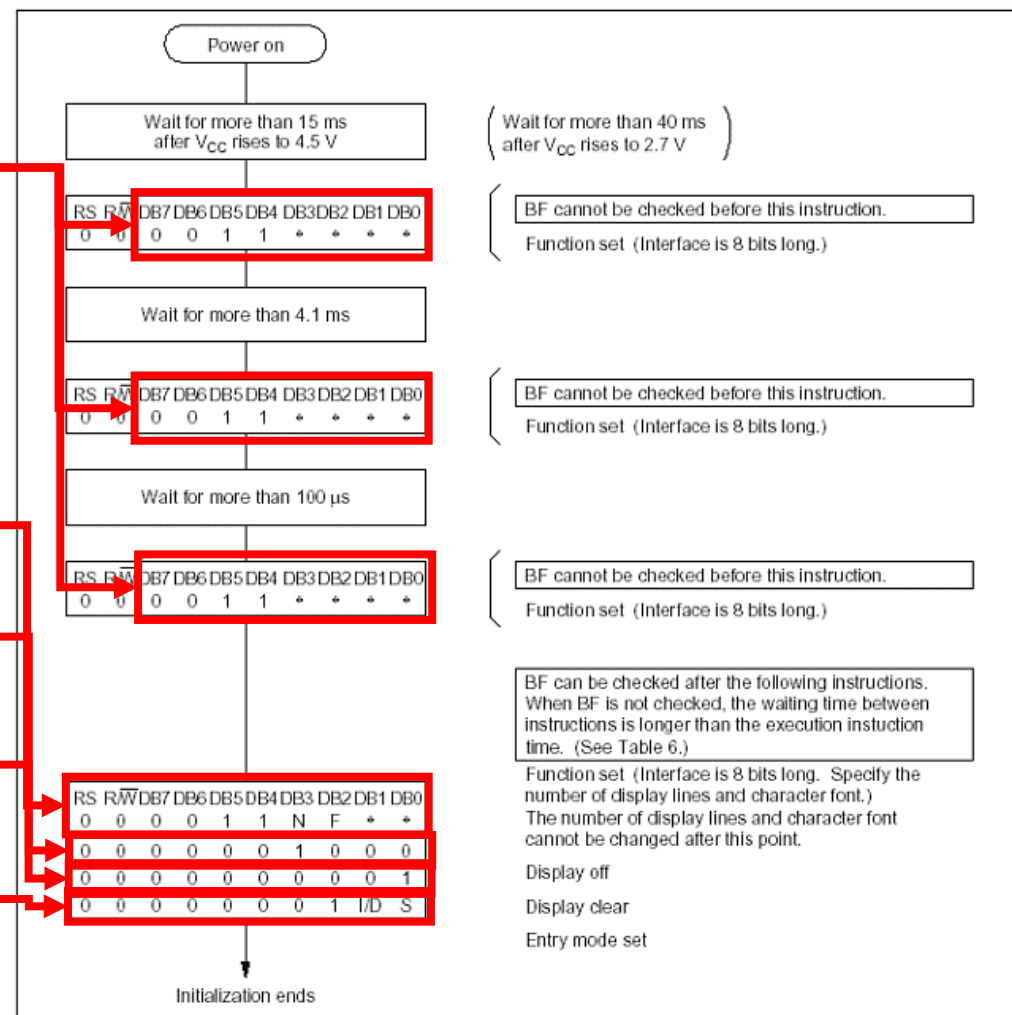 Power on
Wait for more than 15 ms
after VCC rises to 4.5 V
Wait for more than 40 ms
after VCC rises to 2.7 V
RS R/W̅ DB7 DB6 DB5 DB4 DB3 DB2 DB1 DB0
0 0 0 0 1 1 * * * *
BF cannot be checked before this instruction.
Function set (Interface is 8 bits long.)
Wait for more than 4.1 ms
RS R/W̅ DB7 DB6 DB5 DB4 DB3 DB2 DB1 DB0
0 0 0 0 1 1 * * * *
BF cannot be checked before this instruction.
Function set (Interface is 8 bits long.)
Wait for more than 100 µs
RS R/W̅ DB7 DB6 DB5 DB4 DB3 DB2 DB1 DB0
0 0 0 0 1 1 * * * *
BF cannot be checked before this instruction.
Function set (Interface is 8 bits long.)
BF can be checked after the following instructions.
When BF is not checked, the waiting time between
instructions is longer than the execution instuction
time. (See Table 6.)
RS R/W̅ DB7 DB6 DB5 DB4 DB3 DB2 DB1 DB0
0 0 0 0 1 1 N F * *
0 0 0 0 0 0 1 0 0 0
0 0 0 0 0 0 0 0 0 1
0 0 0 0 0 0 0 1 I/D S
Function set (Interface is 8 bits long. Specify the
number of display lines and character font.)
The number of display lines and character font
cannot be changed after this point.
Display off
Display clear
Entry mode set
Initialization ends